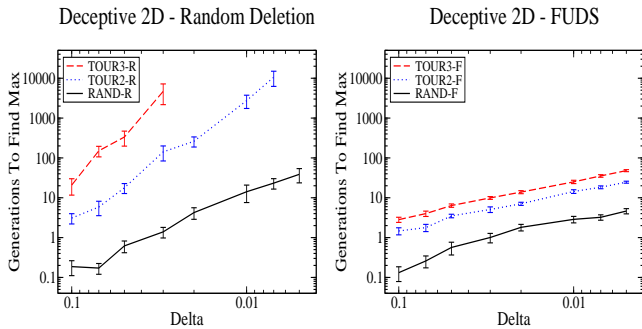 Deceptive 2D - Random Deletion
Generations To Find Max
10000
1000
100
10
1
0.1
TOUR3-R
TOUR2-R
RAND-R
0.1
0.01
Delta
Deceptive 2D - FUDS
Generations To Find Max
10000
1000
100
10
1
0.1
TOUR3-F
TOUR2-F
RAND-F
0.1
0.01
Delta